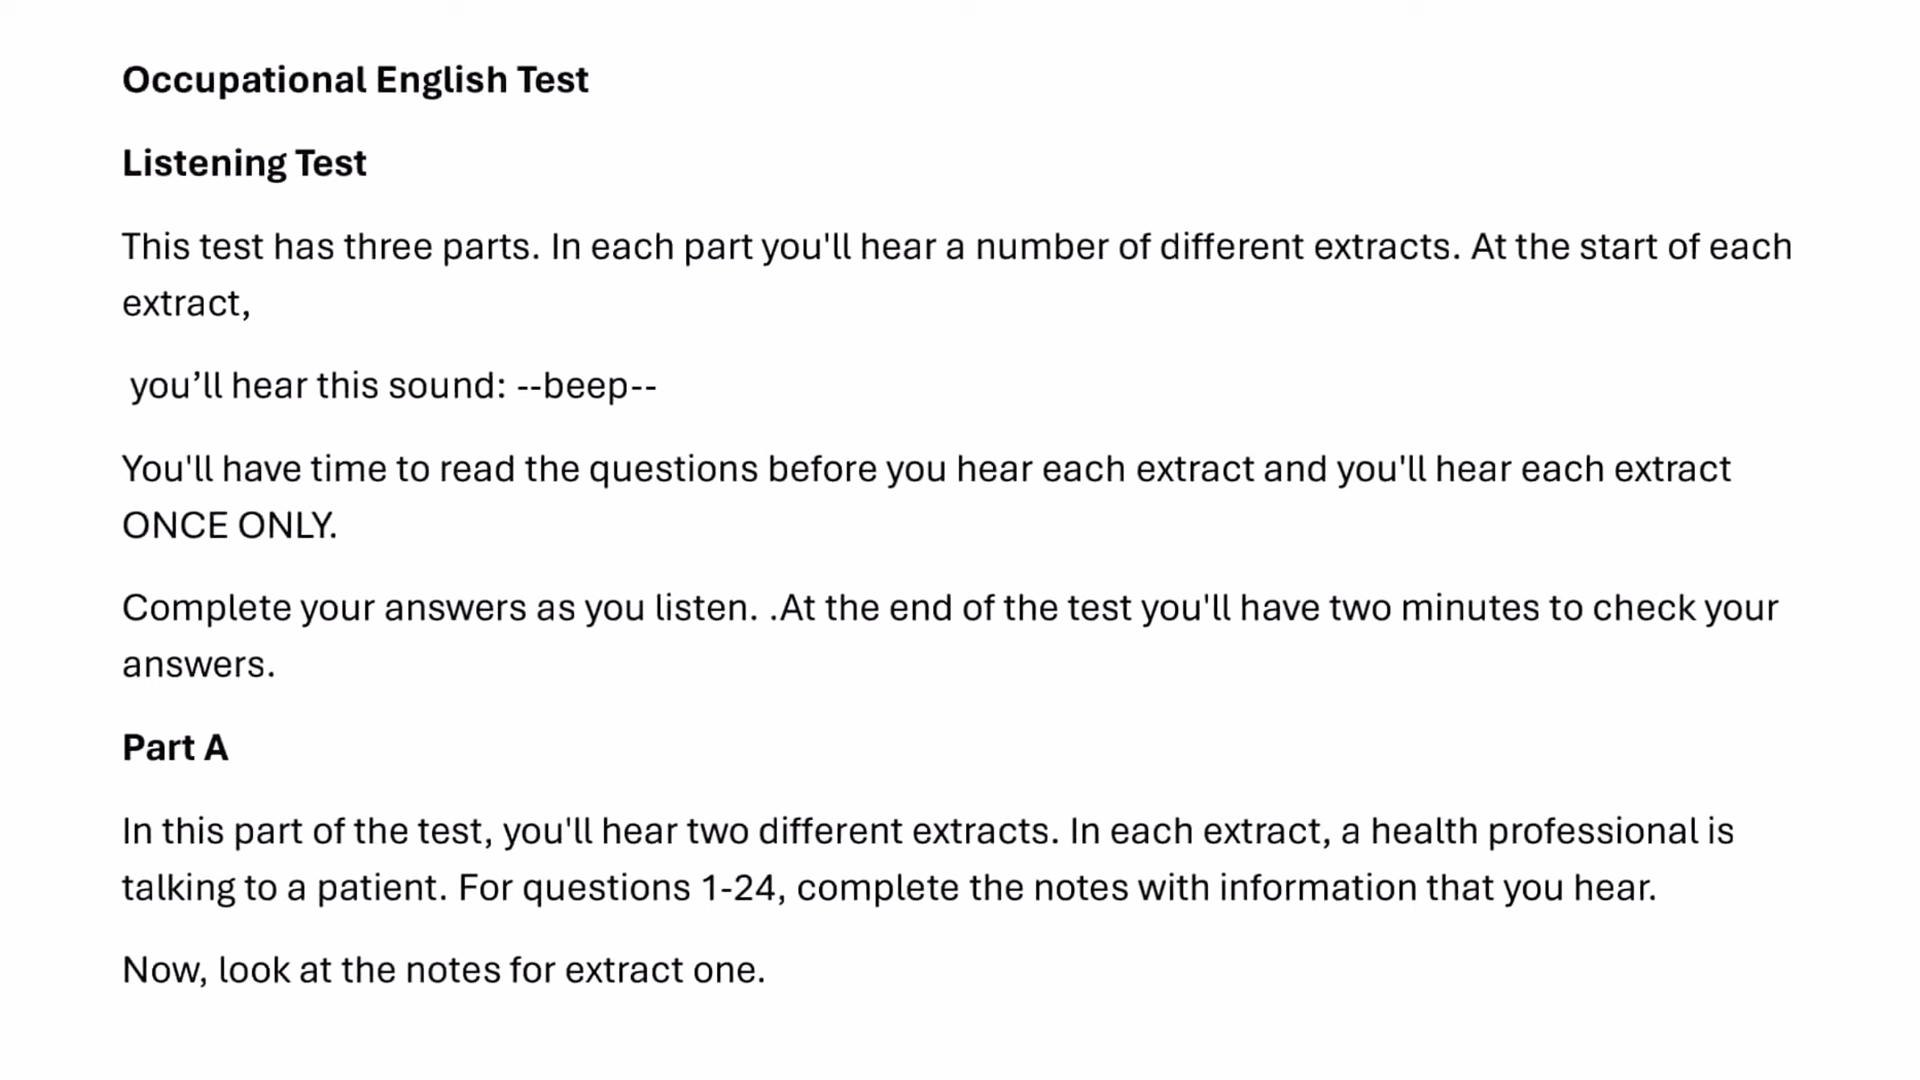 Occupational English Test
Listening Test
This test has three parts. In each part you'll hear a number of different extracts. At the start of each
extract,
you’ll hear this sound: --beep--
You'll have time to read the questions before you hear each extract and you'll hear each extract
ONCE ONLY.
Complete your answers as you listen. .At the end of the test you'll have two minutes to check your
answers.
Part A
In this part of the test, you'll hear two different extracts. In each extract, a health professional is
talking to a patient. For questions 1-24, complete the notes with information that you hear.
Now, look at the notes for extract one.